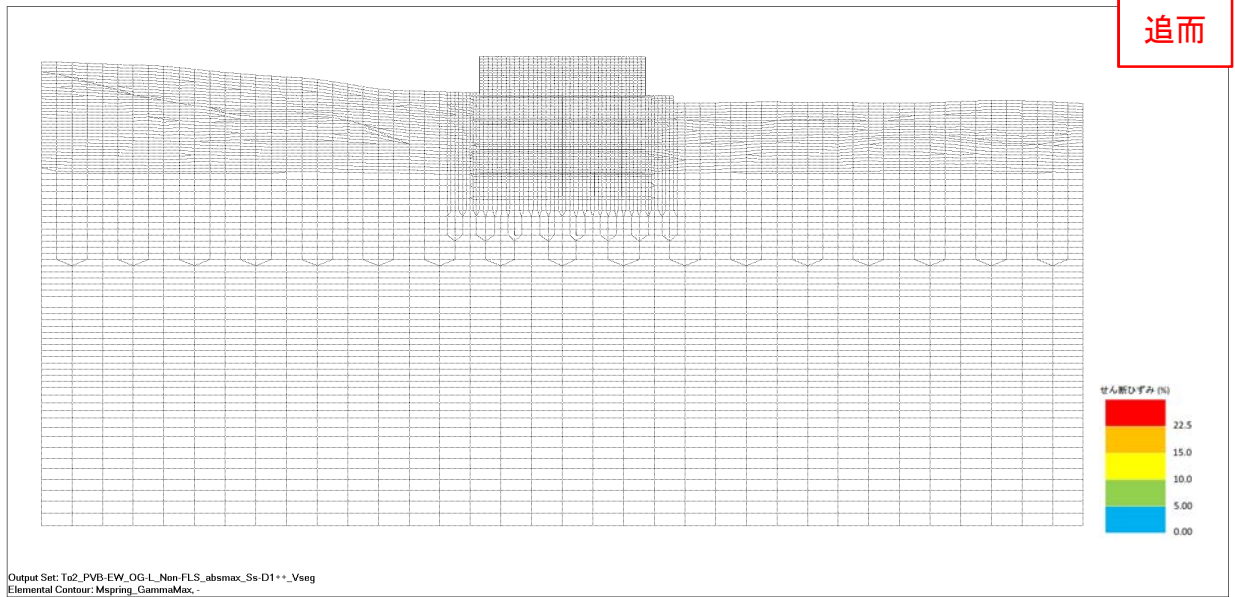 追而
せん断ひずみ (%)
22.5
15.0
10.0
5.00
0.00
Output Set: To2_PVB-EW_OG-L_Non-FLS_absmax_Ss-D1++_Vseg
Elemental Contour: Mspring_GammaMax, -